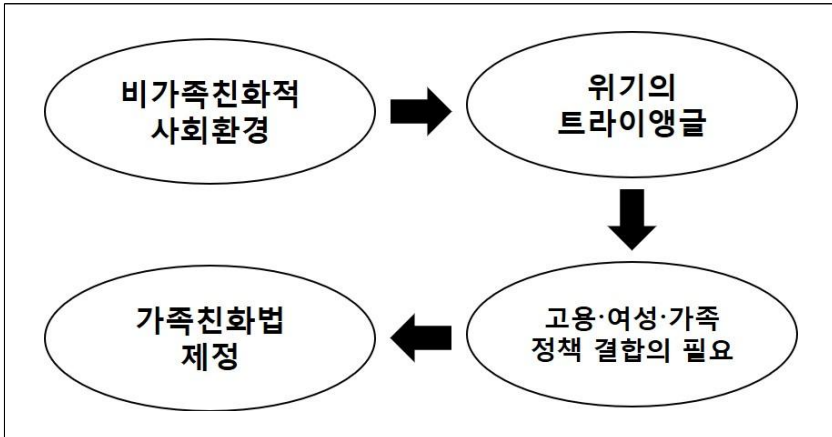 비가족친화적
사회환경
위기의
트라이앵글
고용·여성·가족
정책 결합의 필요
가족친화법
제정